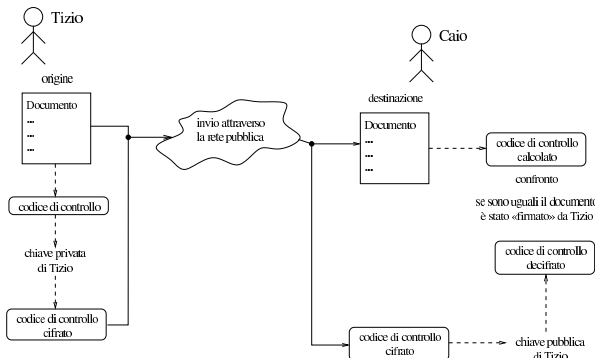 Tizio
origine
Documento
...
...
...
codice di controllo
chiave privata
di Tizio
codice di controllo
cifrato
invio attraverso
la rete pubblica
Caio
destinazione
Documento
...
...
...
codice di controllo
calcolato
confronto
se sono uguali il documento
è stato «firmato» da Tizio
codice di controllo
decifrato
codice di controllo
cifrato
chiave pubblica
di Tizio